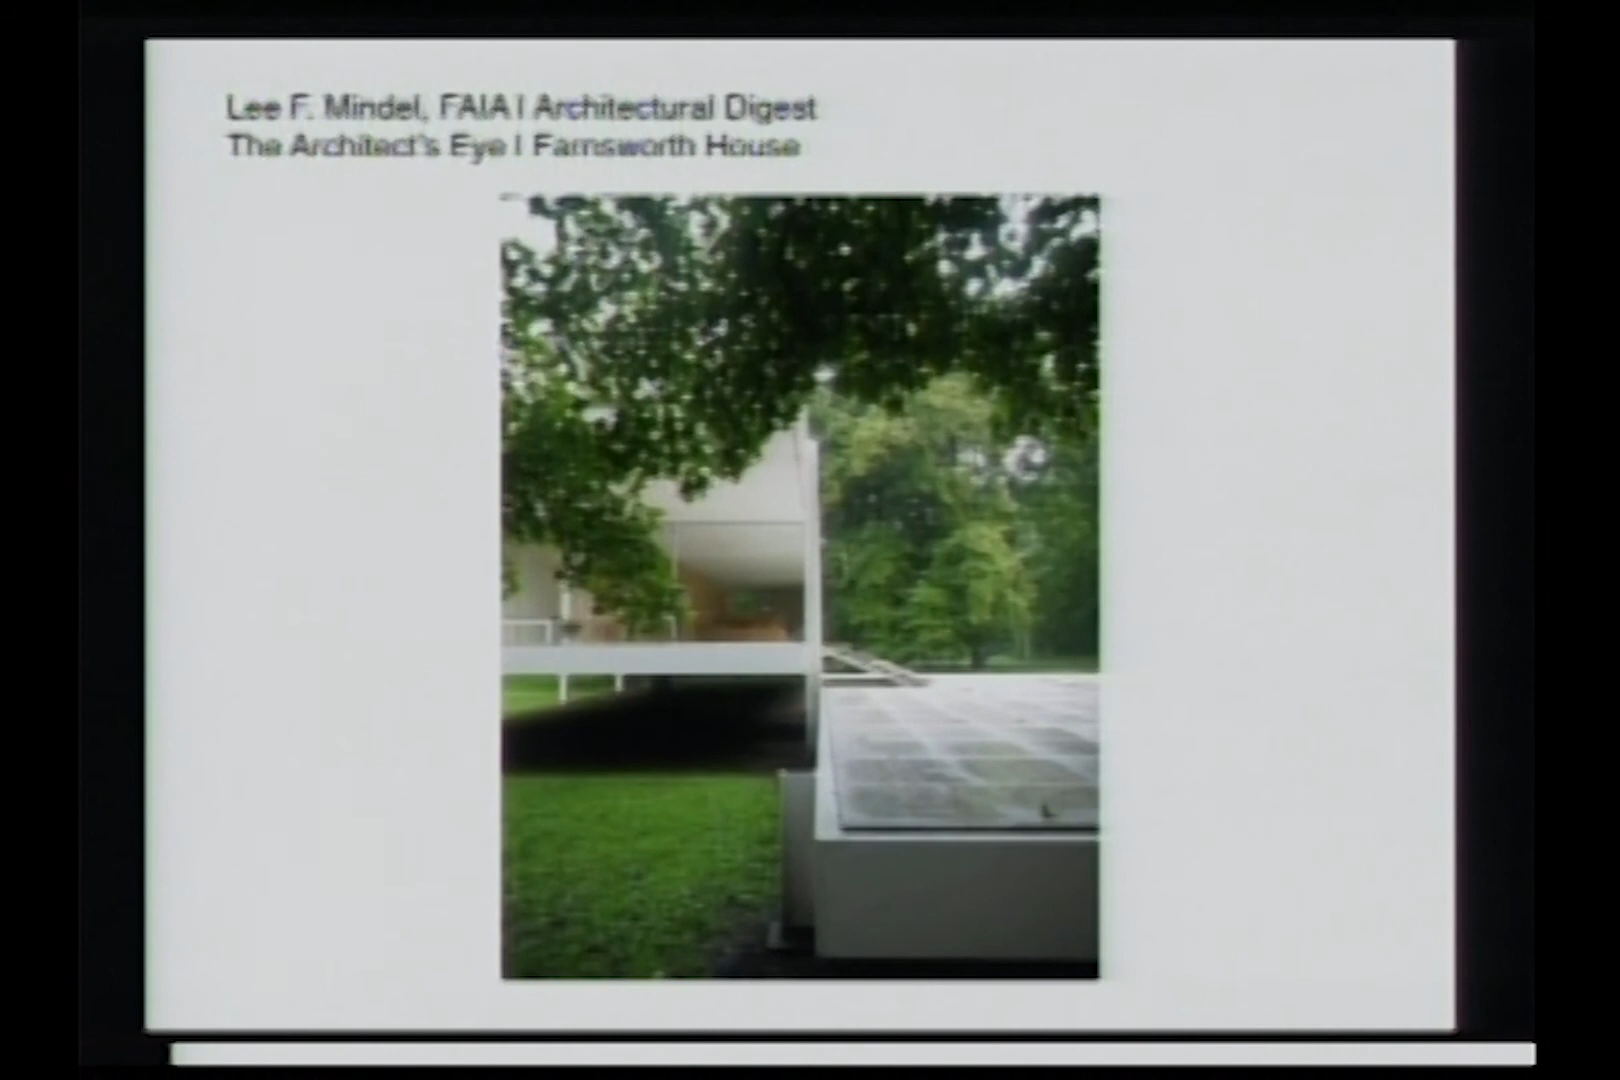 Lee F. Mindel, FAIA | Architectural Digest
The Architect's Eye | Farnsworth House